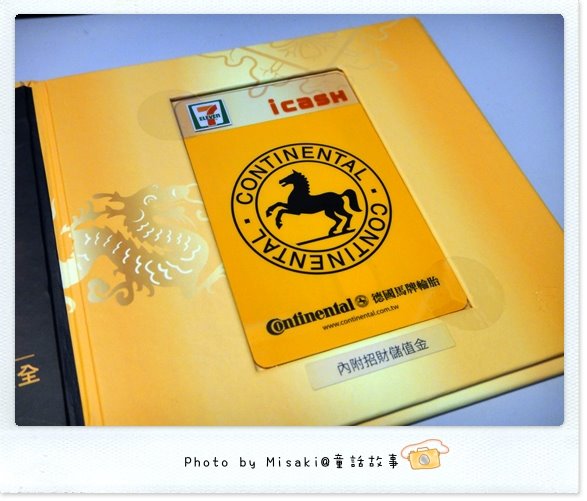 7
ELEVEn
icash
CONTINENTAL · CONTINENTAL ·
Continental 德國馬牌輪胎
www.continental.com.tw
內附招財儲值金
全
Photo by Misaki@童話故事